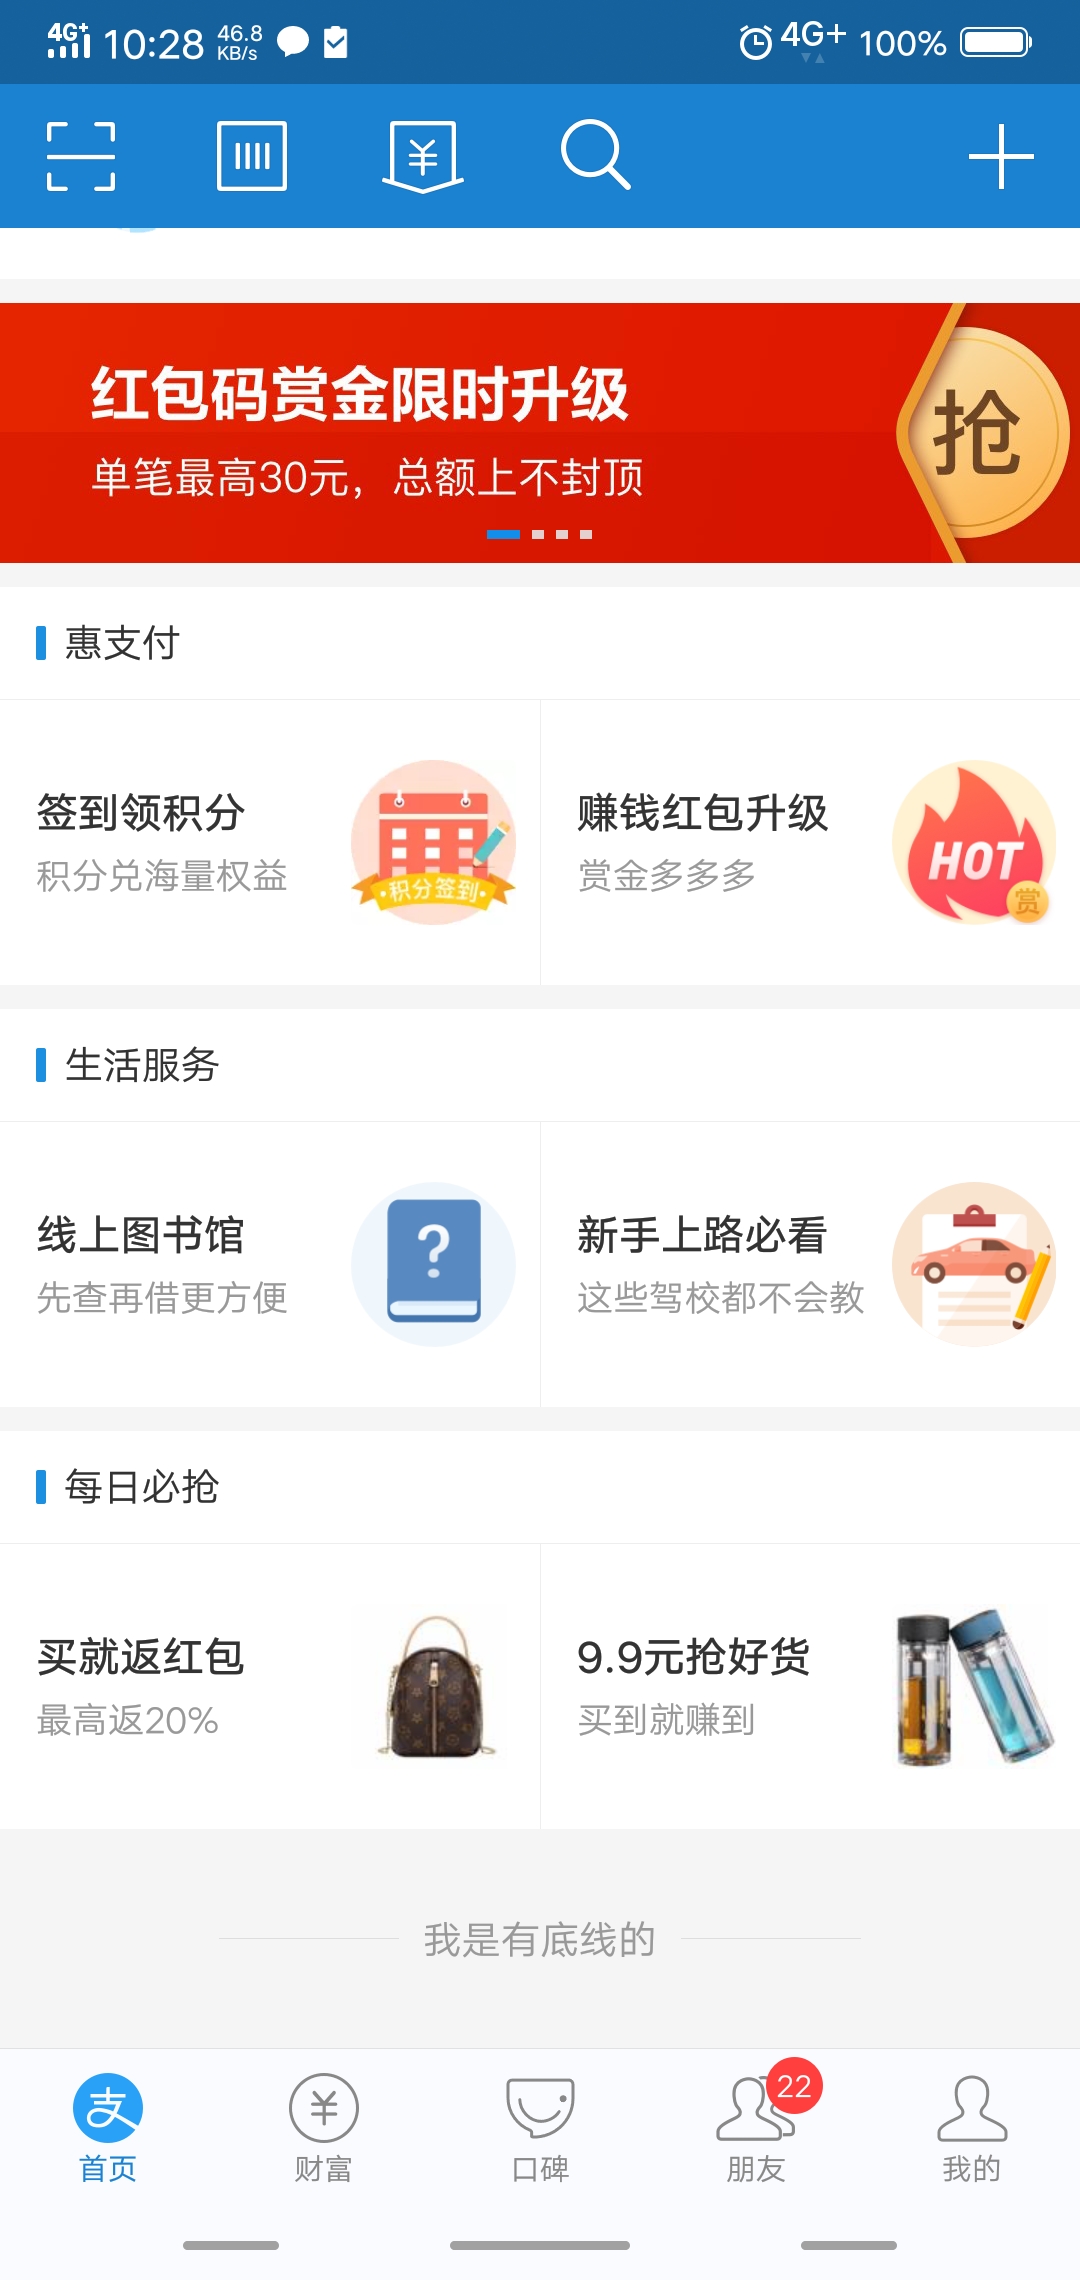 4G+ 10:28 46.8 KB/s 4G+ 100%
红包码赏金限时升级
抢
单笔最高30元，总额上不封顶
惠支付
签到领积分
积分兑海量权益
·积分签到·
赚钱红包升级
赏金多多多
HOT
赏
生活服务
线上图书馆
先查再借更方便
?
新手上路必看
这些驾校都不会教
每日必抢
买就返红包
最高返20%
9.9元抢好货
买到就赚到
我是有底线的
22
首页 财富 口碑 朋友 我的